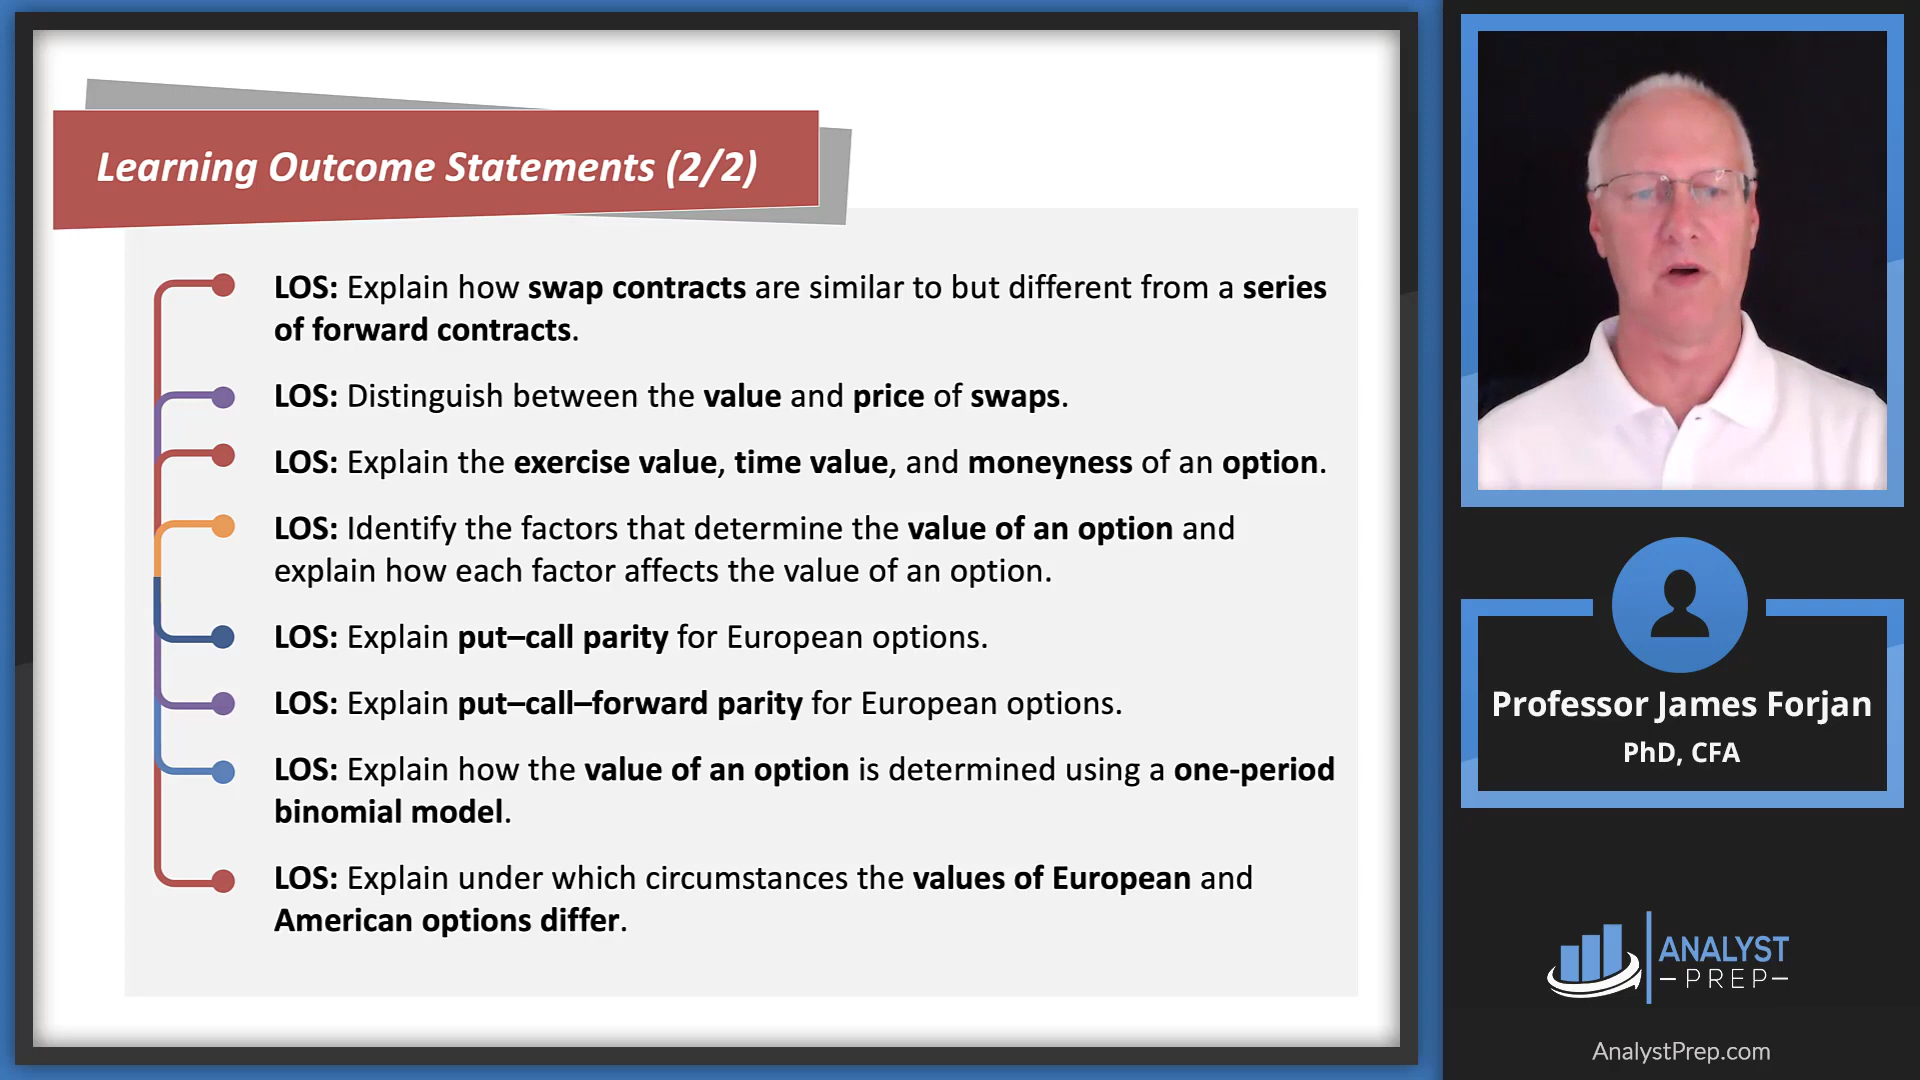 Learning Outcome Statements (2/2)
LOS: Explain how swap contracts are similar to but different from a series
of forward contracts.
LOS: Distinguish between the value and price of swaps.
LOS: Explain the exercise value, time value, and moneyness of an option.
LOS: Identify the factors that determine the value of an option and
explain how each factor affects the value of an option.
LOS: Explain put–call parity for European options.
LOS: Explain put–call–forward parity for European options.
LOS: Explain how the value of an option is determined using a one-period
binomial model.
LOS: Explain under which circumstances the values of European and
American options differ.
Professor James Forjan
PhD, CFA
ANALYST
–PREP–
AnalystPrep.com